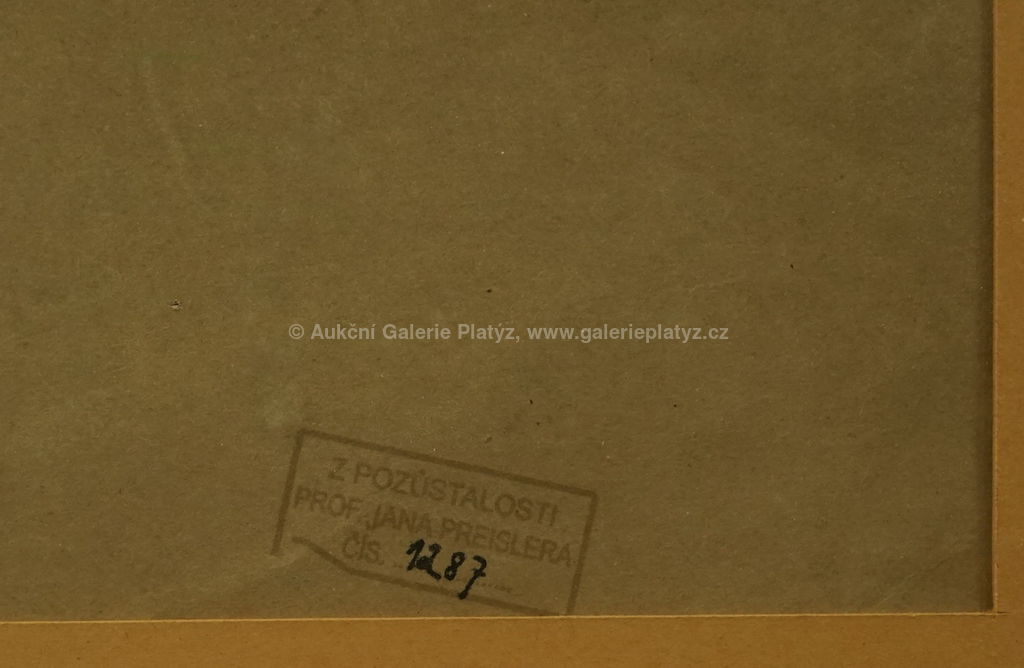 © Aukční Galerie Platýz, www.galerieplatyz.cz
Z POZŮSTALOSTI
PROF. JANA PREISLERA
ČÍS. 1287